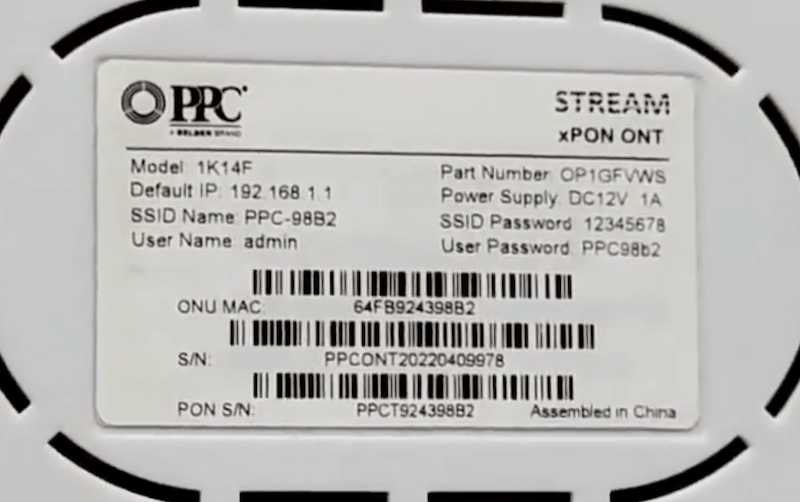 PPC
A BELDEN BRAND
STREAM
xPON ONT
Model: 1K14F
Part Number: OP1GFVWS
Default IP: 192.168.1.1
Power Supply: DC12V 1A
SSID Name: PPC-98B2
SSID Password: 12345678
User Name: admin
User Password: PPC98b2
ONU MAC: 64FB924398B2
S/N: PPCONT20220409978
PON S/N: PPCT924398B2
Assembled in China